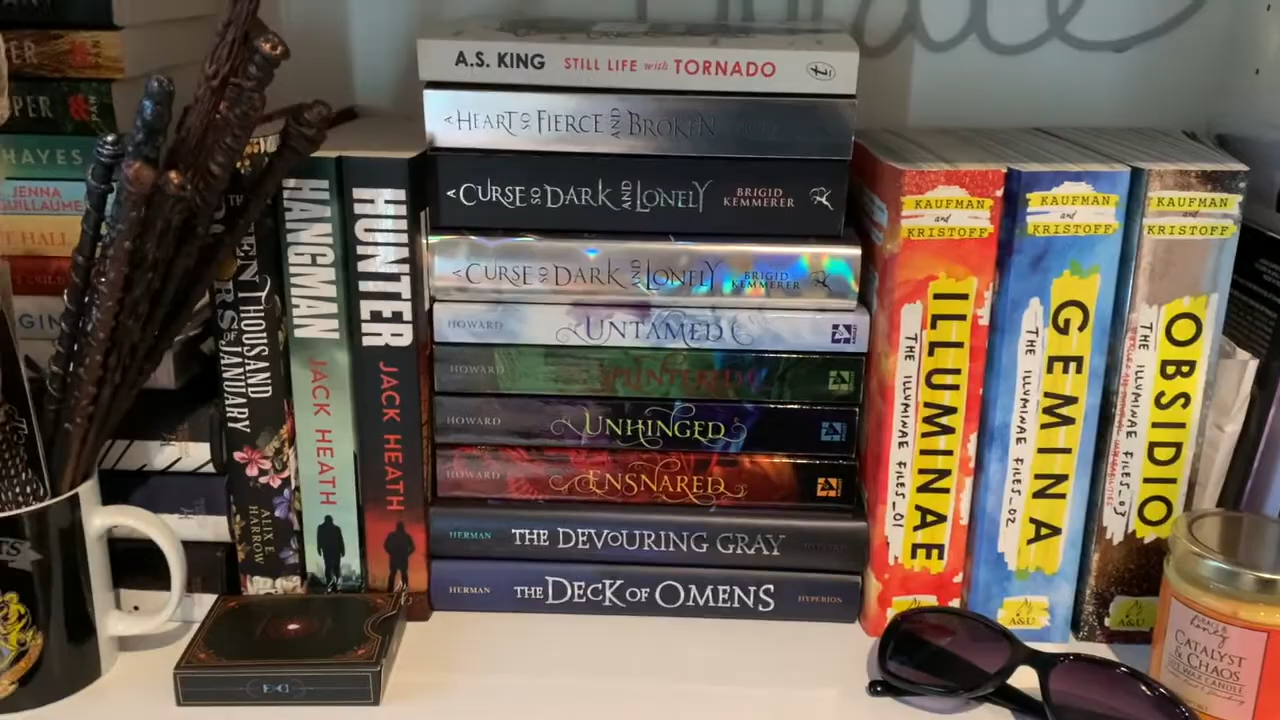 A.S. KING STILL LIFE with TORNADO
A HEART SO FIERCE AND BROKEN
A CURSE SO DARK AND LONELY BRIGID KEMMERER
A CURSE SO DARK AND LONELY BRIGID KEMMERER
HOWARD UNTAMED
HOWARD SPLINTERED
HOWARD UNHINGED
HOWARD ENSNARED
HERMAN THE DEVOURING GRAY
HERMAN THE DECK OF OMENS HYPERION
HAYES
JENNA
GUILLAUME
HALL
THOUSAND
OF
JANUARY
ALIX E.
HARROW
HANGMAN JACK HEATH
HUNTER JACK HEATH
KAUFMAN
and
KRISTOFF
ILLUMINAE
THE ILLUMINAE FILES_01
A&U
KAUFMAN
and
KRISTOFF
GEMINA
THE ILLUMINAE FILES_02
A&U
KAUFMAN
and
KRISTOFF
OBSIDIO
THE ILLUMINAE FILES_03
A&U
CATALYST
& CHAOS